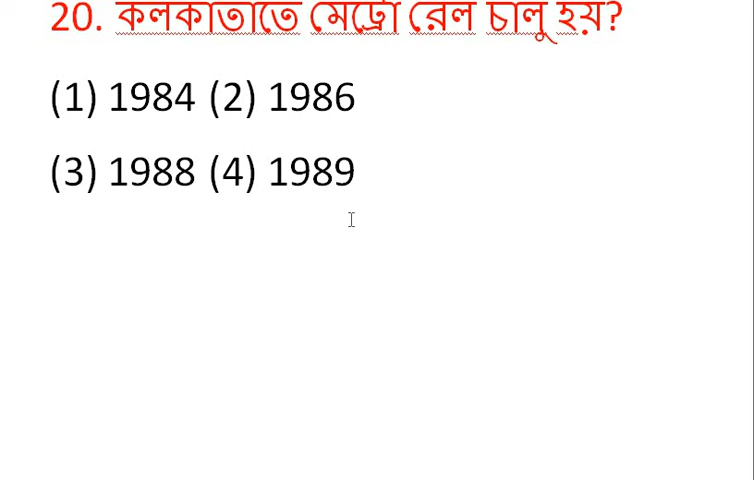 20. কলকাতাতে মেট্রো রেল চালু হয়?
(1) 1984 (2) 1986
(3) 1988 (4) 1989